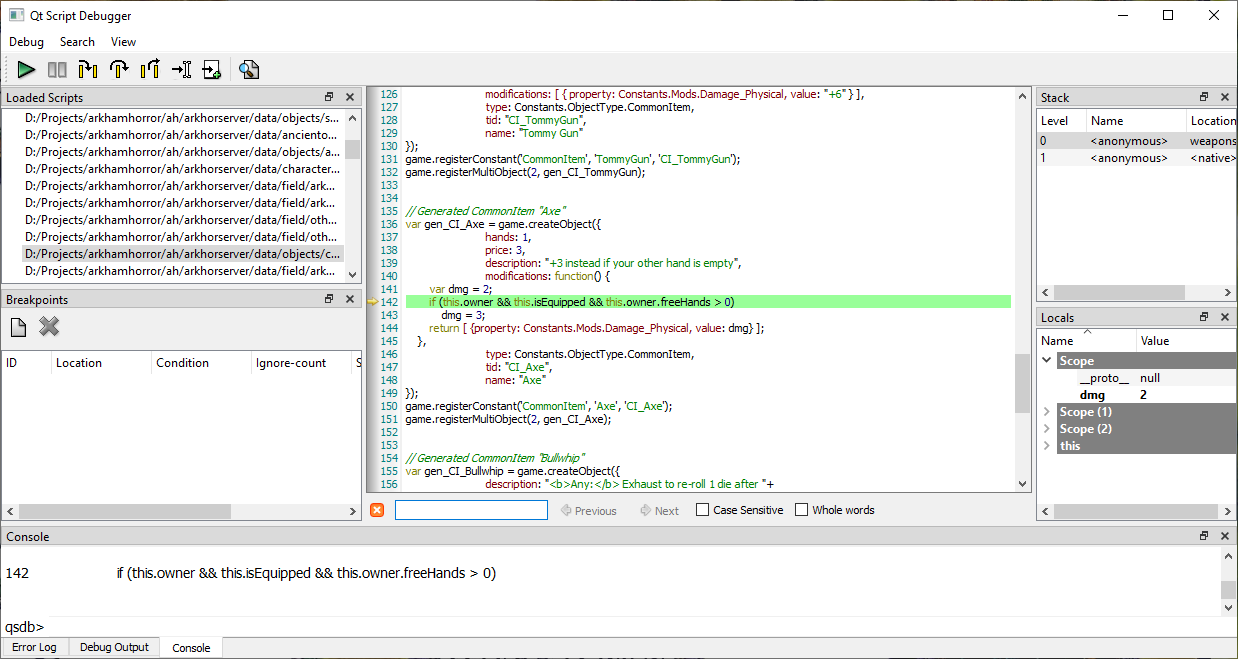 Qt Script Debugger
Debug Search View
Loaded Scripts
D:/Projects/arkhamhorror/ah/arkhorserver/data/objects/s...
D:/Projects/arkhamhorror/ah/arkhorserver/data/anciento...
D:/Projects/arkhamhorror/ah/arkhorserver/data/objects/a...
D:/Projects/arkhamhorror/ah/arkhorserver/data/character...
D:/Projects/arkhamhorror/ah/arkhorserver/data/field/ark...
D:/Projects/arkhamhorror/ah/arkhorserver/data/field/ark...
D:/Projects/arkhamhorror/ah/arkhorserver/data/field/oth...
D:/Projects/arkhamhorror/ah/arkhorserver/data/field/oth...
D:/Projects/arkhamhorror/ah/arkhorserver/data/objects/c...
D:/Projects/arkhamhorror/ah/arkhorserver/data/field/ark...
Breakpoints
ID Location Condition Ignore-count S
126 modifications: [ { property: Constants.Mods.Damage_Physical, value: "+6" } ],
127 type: Constants.ObjectType.CommonItem,
128 tid: "CI_TommyGun",
129 name: "Tommy Gun"
130 });
131 game.registerConstant('CommonItem', 'TommyGun', 'CI_TommyGun');
132 game.registerMultiObject(2, gen_CI_TommyGun);
133
134
135 // Generated CommonItem "Axe"
136 var gen_CI_Axe = game.createObject({
137 hands: 1,
138 price: 3,
139 description: "+3 instead if your other hand is empty",
140 modifications: function() {
141 var dmg = 2;
142 if (this.owner && this.isEquipped && this.owner.freeHands > 0)
143 dmg = 3;
144 return [ {property: Constants.Mods.Damage_Physical, value: dmg} ];
145 },
146 type: Constants.ObjectType.CommonItem,
147 tid: "CI_Axe",
148 name: "Axe"
149 });
150 game.registerConstant('CommonItem', 'Axe', 'CI_Axe');
151 game.registerMultiObject(2, gen_CI_Axe);
152
153
154 // Generated CommonItem "Bullwhip"
155 var gen_CI_Bullwhip = game.createObject({
156 description: "<b>Any:</b> Exhaust to re-roll 1 die after "+
Previous Next Case Sensitive Whole words
Stack
Level Name Location
0 <anonymous> weapons
1 <anonymous> <native>
Locals
Name Value
Scope
__proto__ null
dmg 2
Scope (1)
Scope (2)
this
Console
142 if (this.owner && this.isEquipped && this.owner.freeHands > 0)
qsdb>
Error Log Debug Output Console